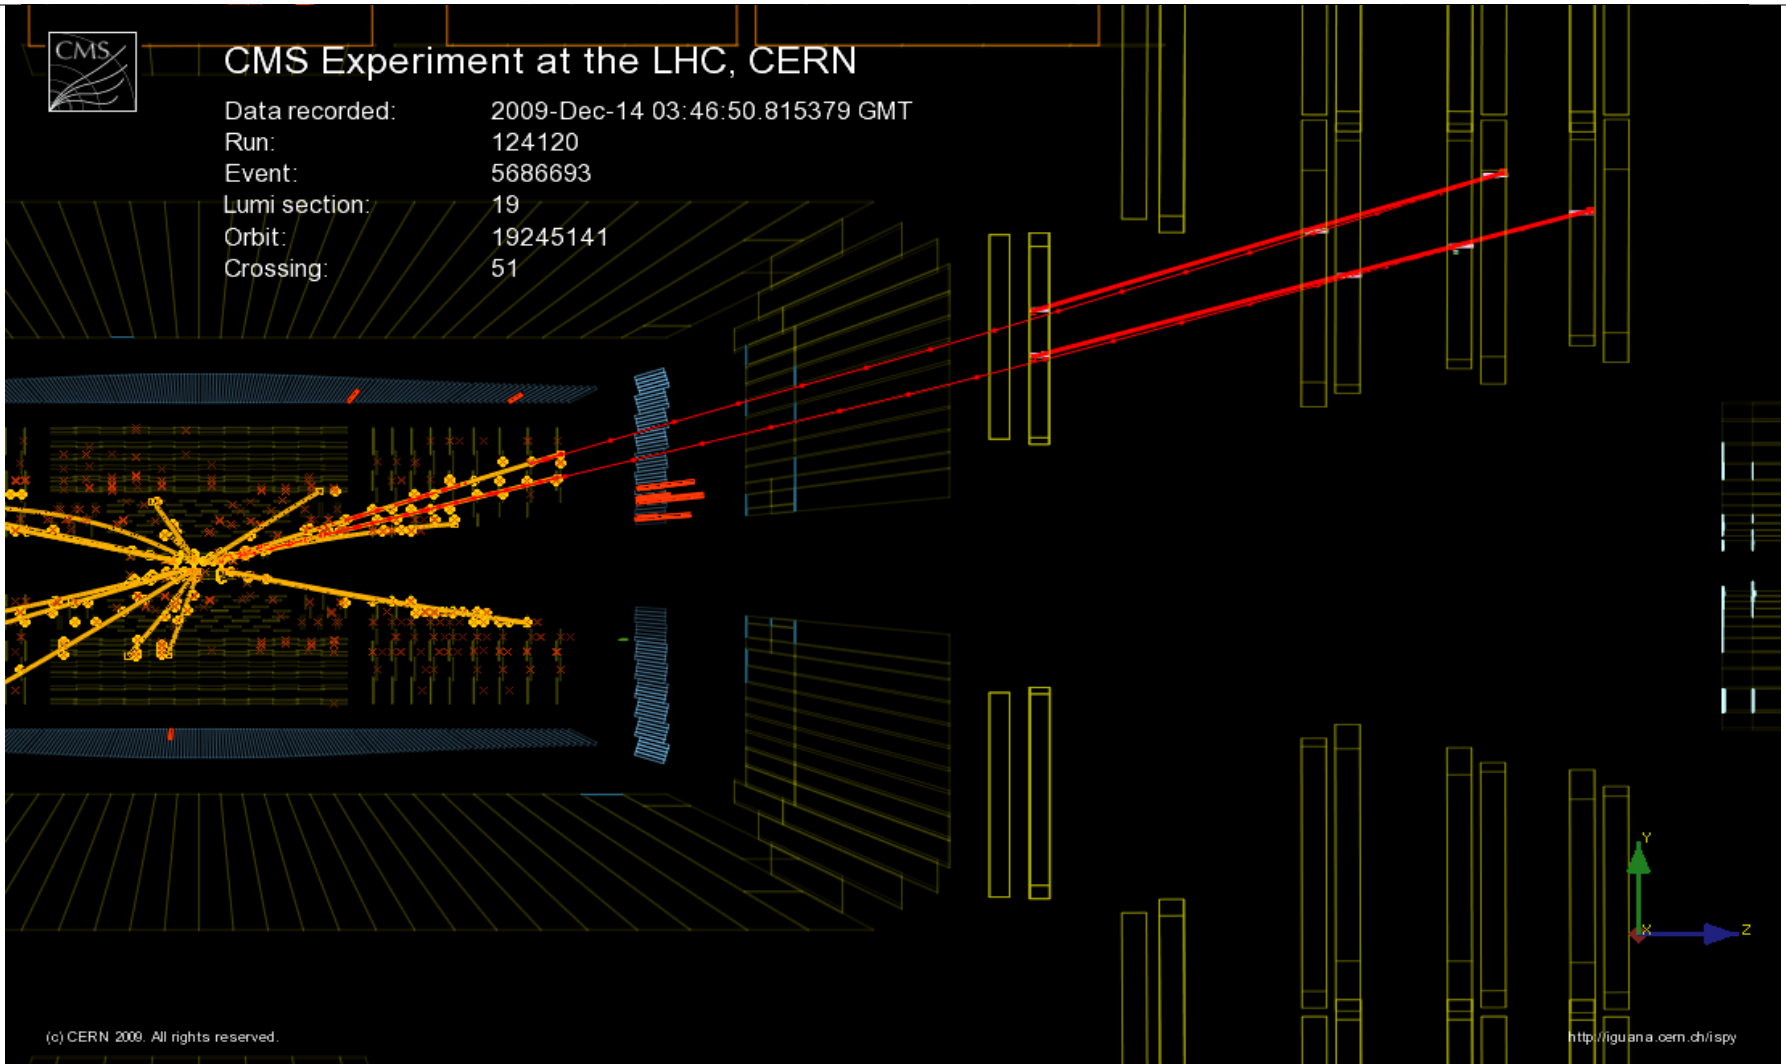 CMS
CMS Experiment at the LHC, CERN
Data recorded: 2009-Dec-14 03:46:50.815379 GMT
Run: 124120
Event: 5686693
Lumi section: 19
Orbit: 19245141
Crossing: 51
Y
X
Z
(c) CERN 2009. All rights reserved.
http://iguana.cern.ch/ispy